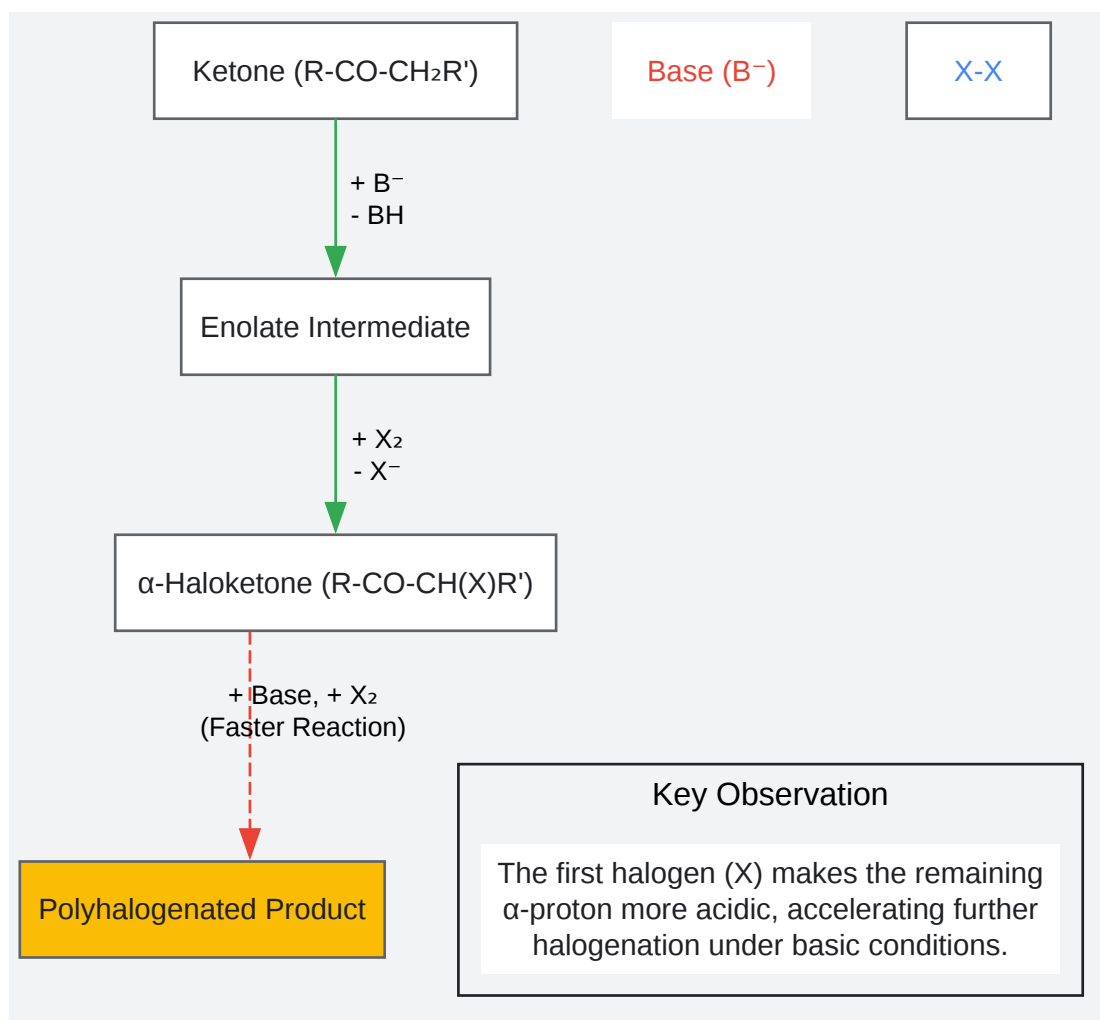 Ketone (R-CO-CH₂R')
Base (B⁻)
X-X
+ B⁻
- BH
Enolate Intermediate
+ X₂
- X⁻
α-Haloketone (R-CO-CH(X)R')
+ Base, + X₂
(Faster Reaction)
Polyhalogenated Product
Key Observation
The first halogen (X) makes the remaining
α-proton more acidic, accelerating further
halogenation under basic conditions.